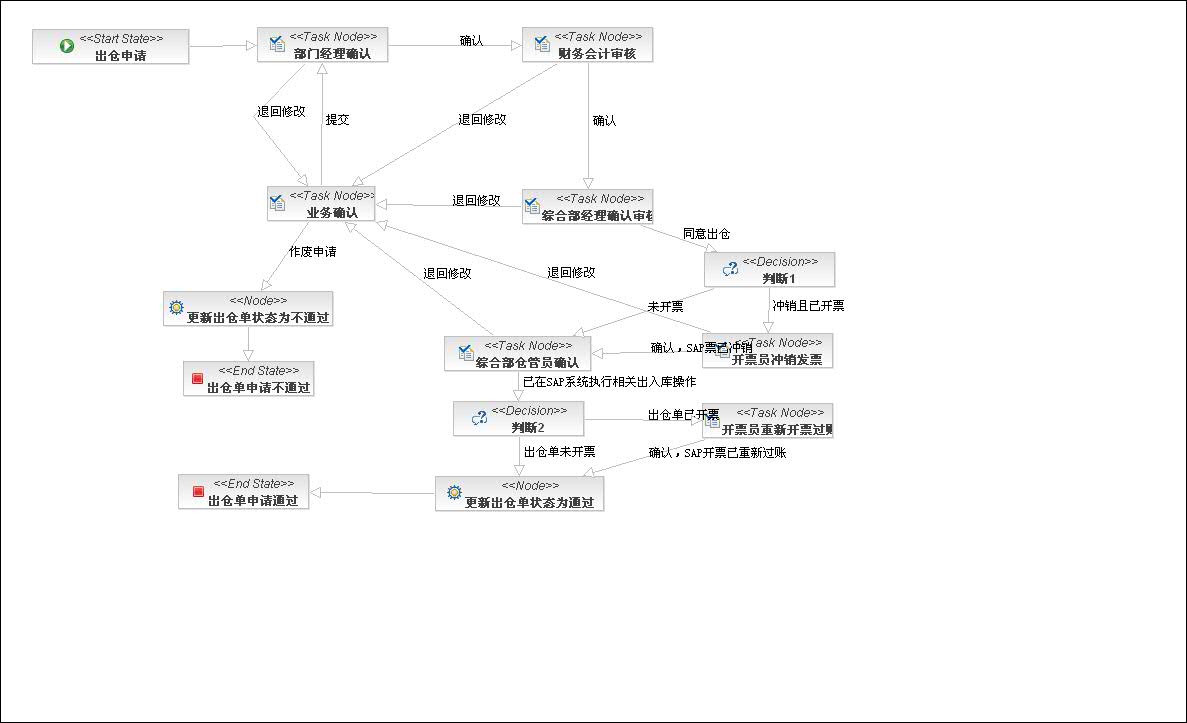 <<Start State>>
出仓申请
<<Task Node>>
部门经理确认
确认
<<Task Node>>
财务会计审核
退回修改
提交
退回修改
确认
<<Task Node>>
业务确认
退回修改
<<Task Node>>
综合部经理确认审核
同意出仓
作废申请
退回修改
退回修改
<<Decision>>
判断1
<<Node>>
更新出仓单状态为不通过
未开票
冲销且已开票
<<Task Node>>
综合部仓管员确认
确认，SAP票已冲销
<<Task Node>>
开票员冲销发票
<<End State>>
出仓单申请不通过
已在SAP系统执行相关出入库操作
<<Decision>>
判断2
出仓单已开票
<<Task Node>>
开票员重新开票过账
出仓单未开票
确认，SAP开票已重新过账
<<End State>>
出仓单申请通过
<<Node>>
更新出仓单状态为通过